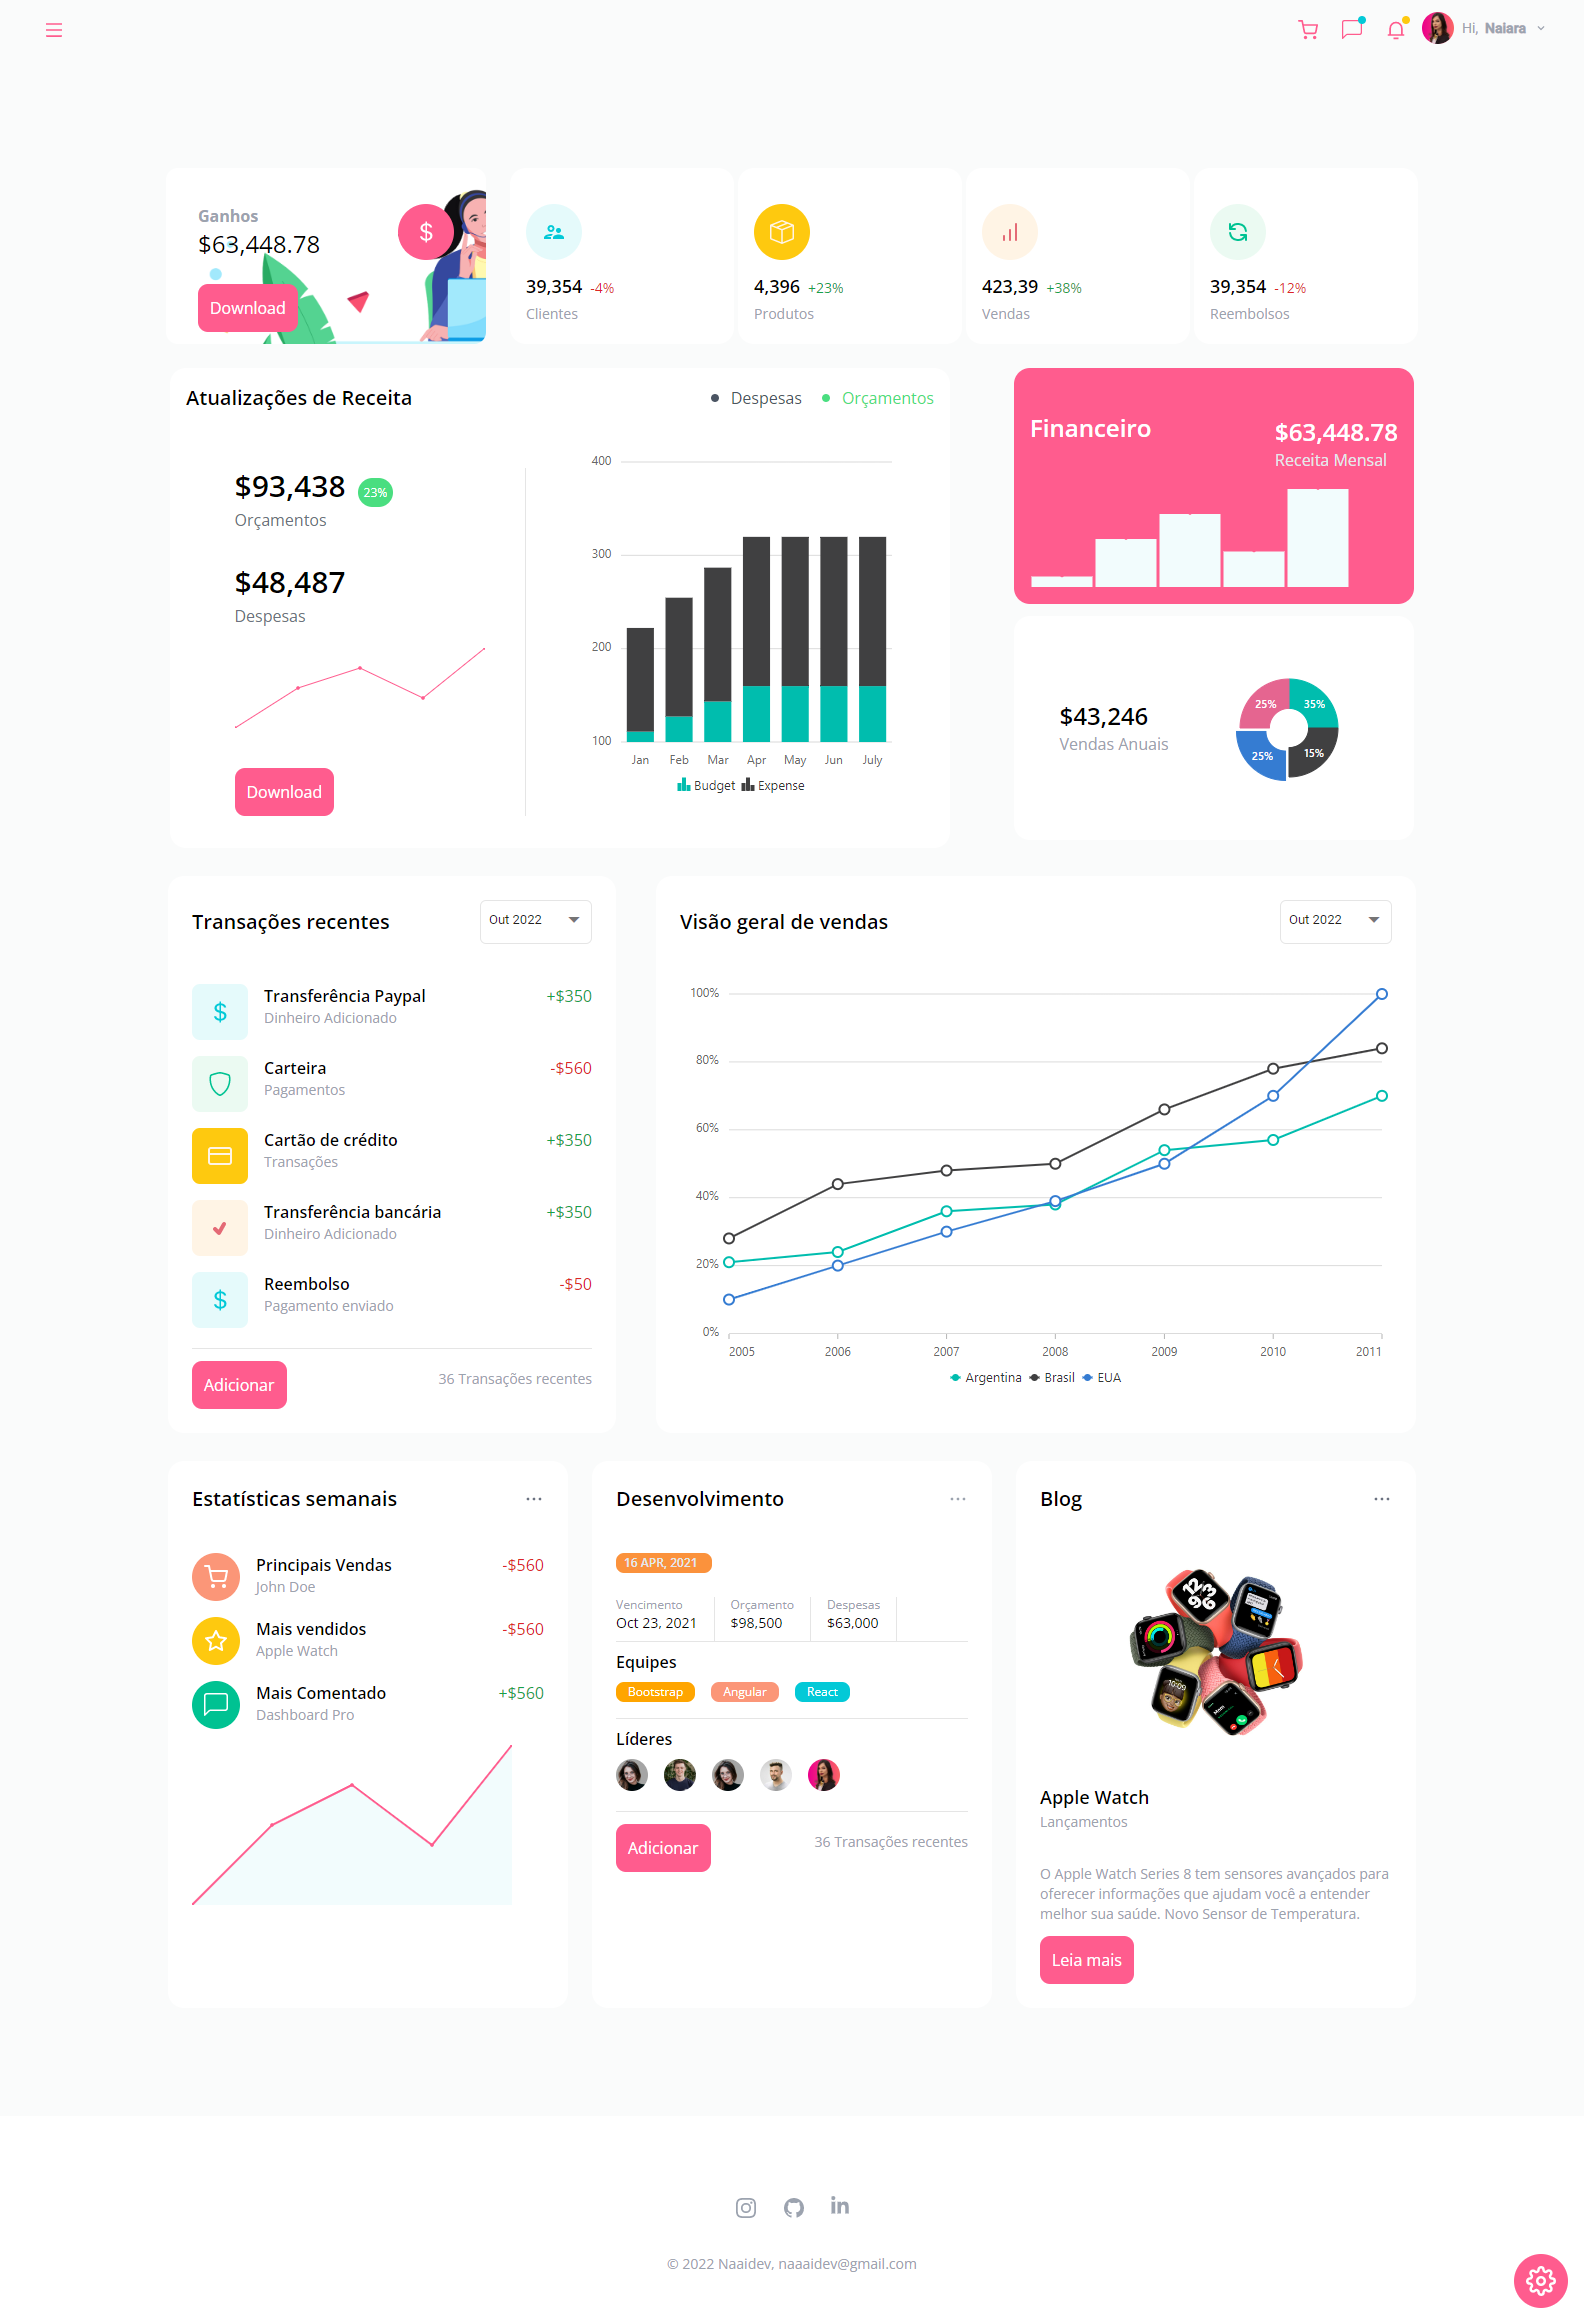 Hi, Naiara
Ganhos
$63,448.78
$
Download
39,354 -4%
Clientes
4,396 +23%
Produtos
423,39 +38%
Vendas
39,354 -12%
Reembolsos
Atualizações de Receita
Despesas
Orçamentos
$93,438 23%
Orçamentos
$48,487
Despesas
Download
400
300
200
100
Jan Feb Mar Apr May Jun July
Budget Expense
Financeiro
$63,448.78
Receita Mensal
$43,246
Vendas Anuais
25% 35%
25% 15%
Transações recentes
Out 2022
$
Transferência Paypal +$350
Dinheiro Adicionado
Carteira -$560
Pagamentos
Cartão de crédito +$350
Transações
Transferência bancária +$350
Dinheiro Adicionado
$
Reembolso -$50
Pagamento enviado
Adicionar
36 Transações recentes
Visão geral de vendas
Out 2022
100%
80%
60%
40%
20%
0%
2005 2006 2007 2008 2009 2010 2011
Argentina Brasil EUA
Estatísticas semanais
Principais Vendas -$560
John Doe
Mais vendidos -$560
Apple Watch
Mais Comentado +$560
Dashboard Pro
Desenvolvimento
16 APR, 2021
Vencimento Orçamento Despesas
Oct 23, 2021 $98,500 $63,000
Equipes
Bootstrap Angular React
Líderes
Adicionar
36 Transações recentes
Blog
12
3
9
6
10:09
Apple Watch
Lançamentos
O Apple Watch Series 8 tem sensores avançados para
oferecer informações que ajudam você a entender
melhor sua saúde. Novo Sensor de Temperatura.
Leia mais
in
© 2022 Naaidev, naaaidev@gmail.com